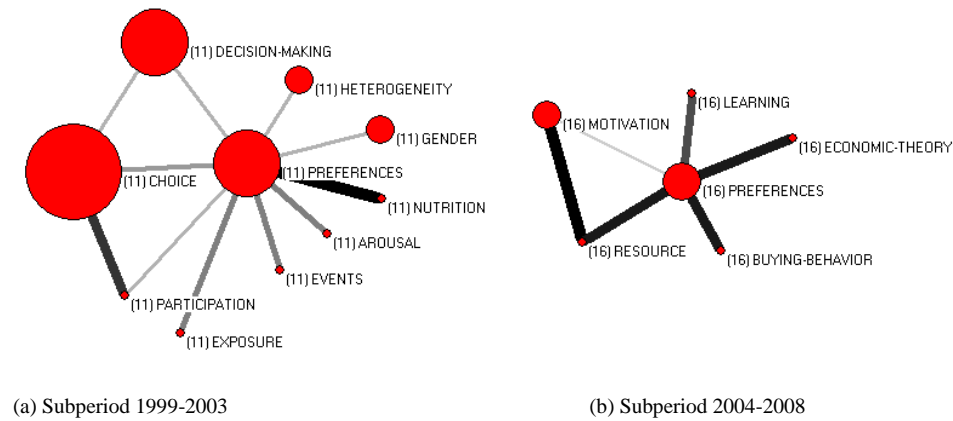 (11) DECISION-MAKING
(11) HETEROGENEITY
(11) GENDER
(11) CHOICE
(11) PREFERENCES
(11) NUTRITION
(11) AROUSAL
(11) EVENTS
(11) PARTICIPATION
(11) EXPOSURE
(a) Subperiod 1999-2003
(16) LEARNING
(16) MOTIVATION
(16) ECONOMIC-THEORY
(16) PREFERENCES
(16) RESOURCE
(16) BUYING-BEHAVIOR
(b) Subperiod 2004-2008